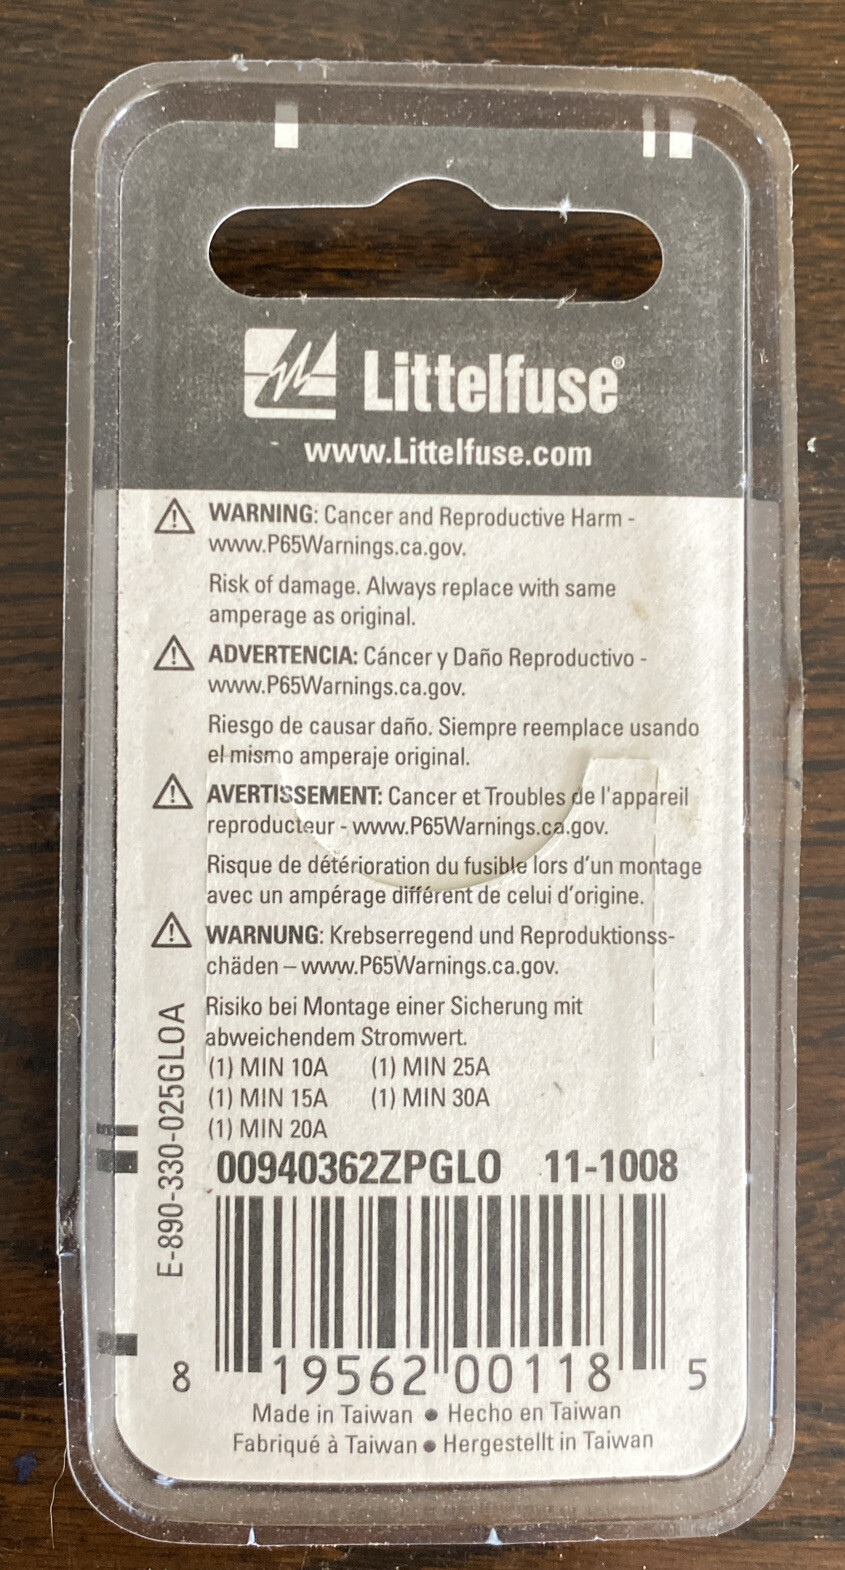 Littelfuse®
www.Littelfuse.com
WARNING: Cancer and Reproductive Harm -
www.P65Warnings.ca.gov.
Risk of damage. Always replace with same
amperage as original.
ADVERTENCIA: Cáncer y Daño Reproductivo -
www.P65Warnings.ca.gov.
Riesgo de causar daño. Siempre reemplace usando
el mismo amperaje original.
AVERTISSEMENT: Cancer et Troubles de l'appareil
reproducteur - www.P65Warnings.ca.gov.
Risque de détérioration du fusible lors d'un montage
avec un ampérage différent de celui d'origine.
WARNUNG: Krebserregend und Reproduktionss-
chäden – www.P65Warnings.ca.gov.
Risiko bei Montage einer Sicherung mit
abweichendem Stromwert.
(1) MIN 10A (1) MIN 25A
(1) MIN 15A (1) MIN 30A
(1) MIN 20A
E-890-330-025GLOA
00940362ZPGLO 11-1008
8 19562 00118 5
Made in Taiwan ● Hecho en Taiwan
Fabriqué à Taiwan ● Hergestellt in Taiwan